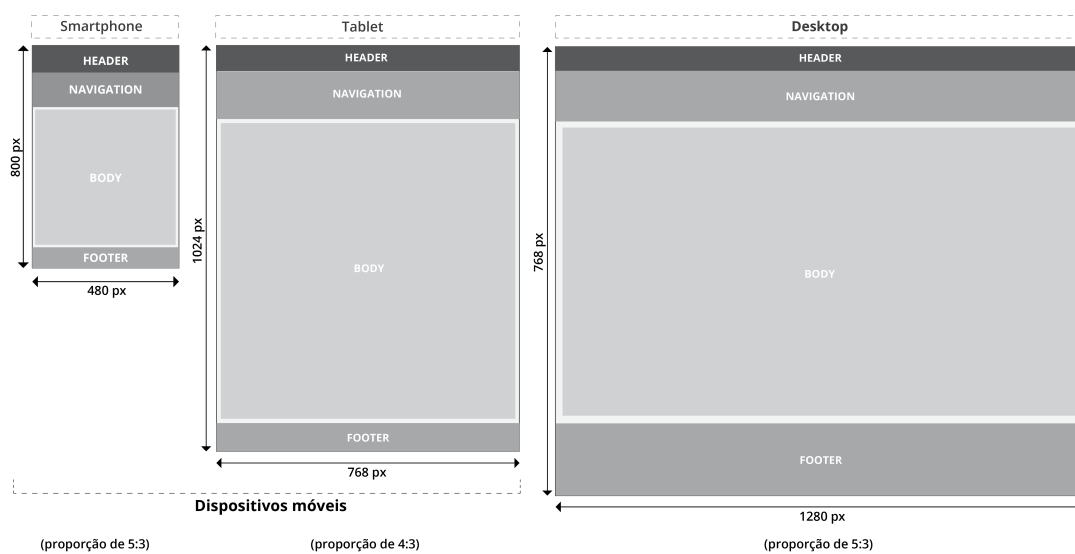 Smartphone
HEADER
NAVIGATION
BODY
FOOTER
800 px
480 px
Tablet
HEADER
NAVIGATION
BODY
FOOTER
1024 px
768 px
Dispositivos móveis
Desktop
HEADER
NAVIGATION
BODY
FOOTER
768 px
1280 px
(proporção de 5:3)
(proporção de 4:3)
(proporção de 5:3)